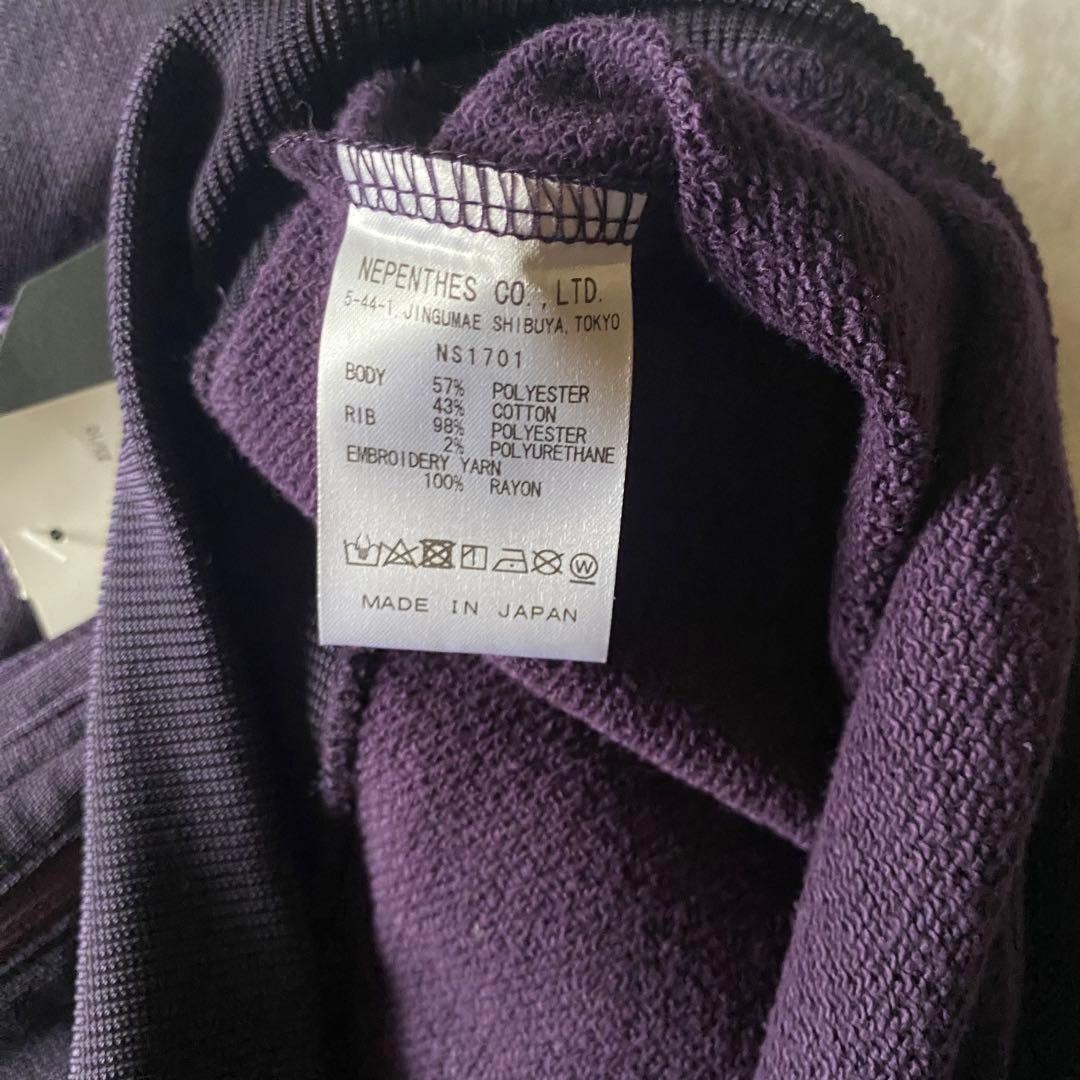 NEPENTHES CO., LTD.
5-44-1, JINGUMAE SHIBUYA, TOKYO
NS1701
BODY 57% POLYESTER
43% COTTON
RIB 98% POLYESTER
2% POLYURETHANE
EMBROIDERY YARN
100% RAYON
W
MADE IN JAPAN